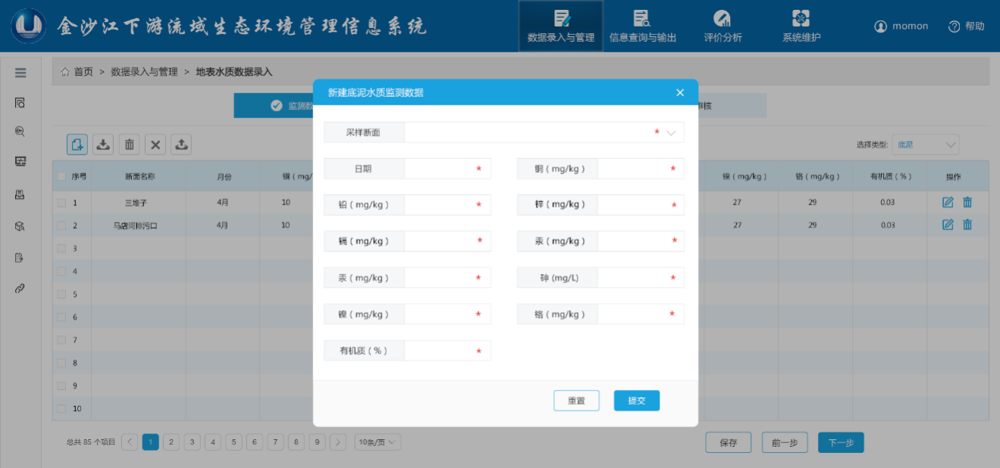 金沙江下游流域生态环境管理信息系统
数据录入与管理
信息查询与输出
评价分析
系统维护
momon
帮助
首页 > 数据录入与管理 > 地表水质数据录入
监测数
审核
选择类型:
底泥
序号 断面名称 月份 铜 ( mg/ 镍 ( mg/kg ) 铬 ( mg/kg ) 有机质 ( % ) 操作
1 三堆子 4月 10 27 29 0.03
2 马店河排污口 4月 10 27 29 0.03
3
4
5
6
7
8
9
10
总共 85 个项目 < 1 2 3 4 5 6 7 8 9 > 10条/页
保存 前一步 下一步
新建底泥水质监测数据 ×
采样断面 *
日期 * 铜 ( mg/kg ) *
铅 ( mg/kg ) * 锌 ( mg/kg ) *
镉 ( mg/kg ) * 汞 ( mg/kg ) *
汞 ( mg/kg ) * 砷 (mg/L) *
镍 ( mg/kg ) * 铬 ( mg/kg ) *
有机质 ( % ) *
重置 提交